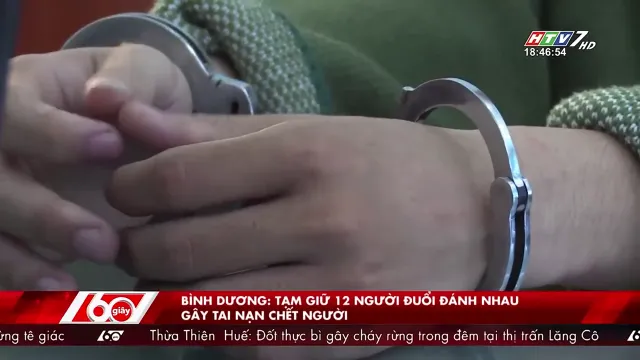 HTV7 HD
18:46:54
BÌNH DƯƠNG: TẠM GIỮ 12 NGƯỜI ĐUỔI ĐÁNH NHAU
GÂY TAI NẠN CHẾT NGƯỜI
60 giây
ng tê giác
Thừa Thiên Huế: Đốt thực bì gây cháy rừng trong đêm tại thị trấn Lăng Cô